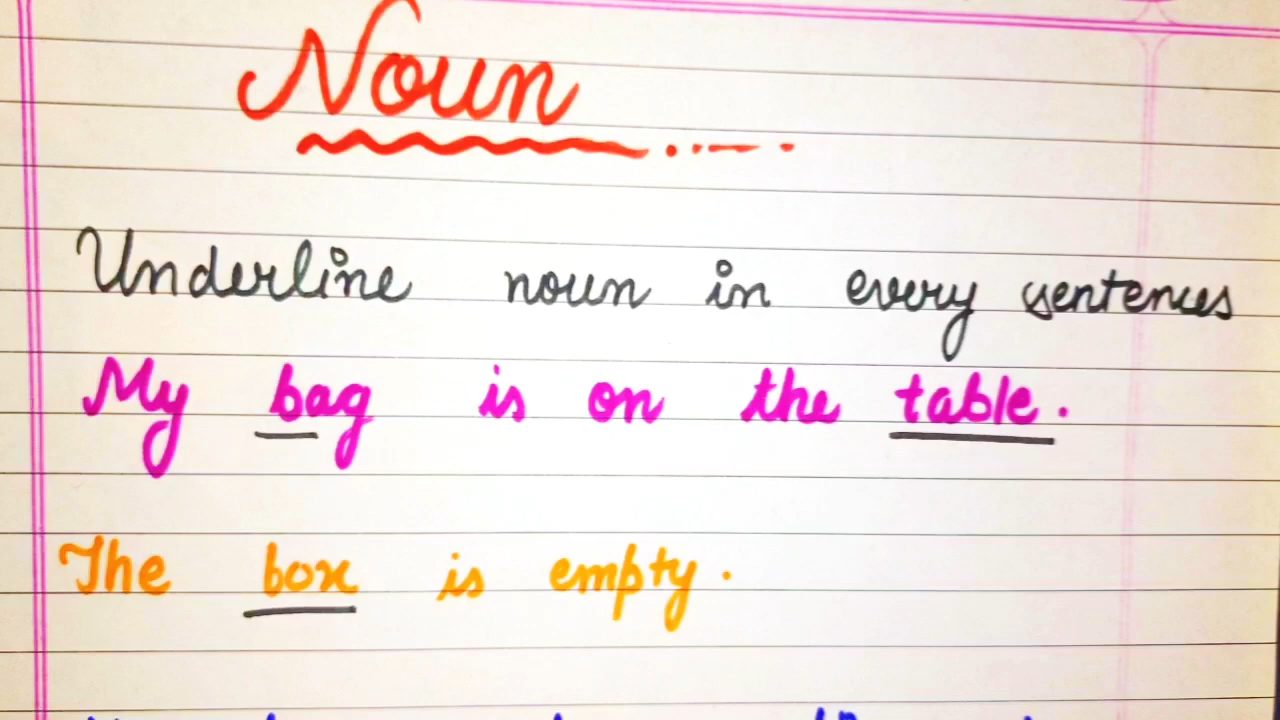 Noun
Underline noun in every sentences
My bag is on the table.
The box is empty.